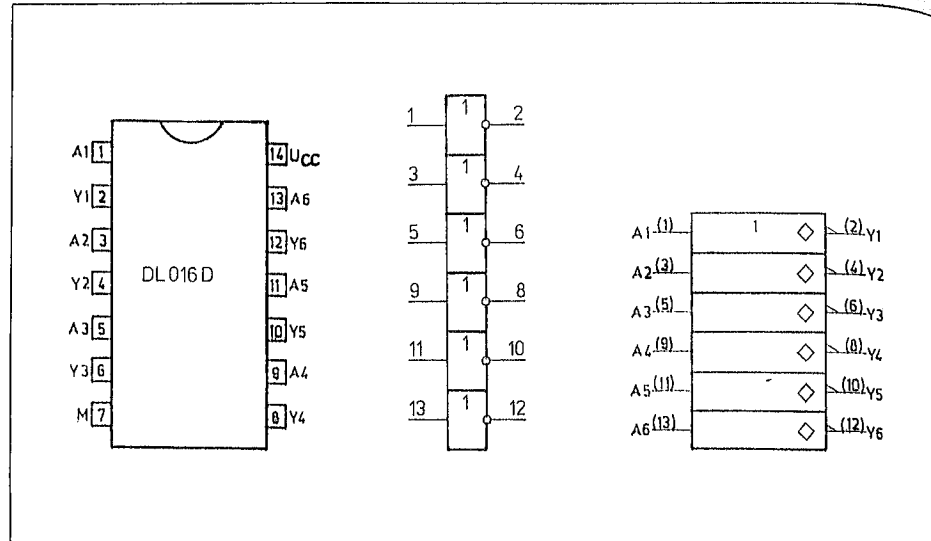 A1 1
Y1 2
A2 3
Y2 4
A3 5
Y3 6
M 7
DL016D
14 UCC
13 A6
12 Y6
11 A5
10 Y5
9 A4
8 Y4
1 1 2
3 1 4
5 1 6
9 1 8
11 1 10
13 1 12
A1 (1) 1 (2) Y1
A2 (3) (4) Y2
A3 (5) (6) Y3
A4 (9) (8) Y4
A5 (11) (10) Y5
A6 (13) (12) Y6